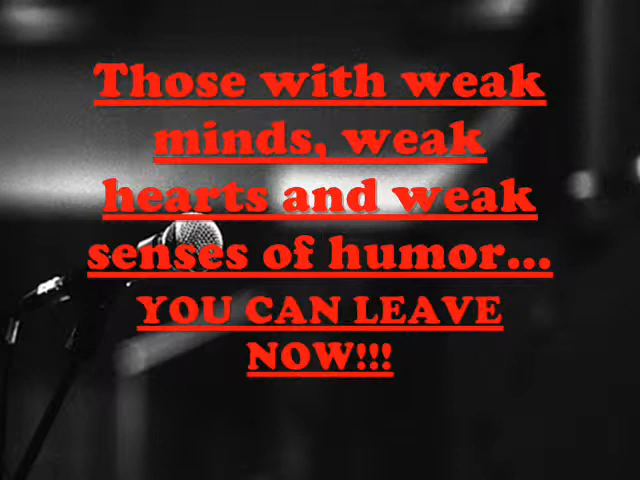 Those with weak
minds, weak
hearts and weak
senses of humor...
YOU CAN LEAVE
NOW!!!